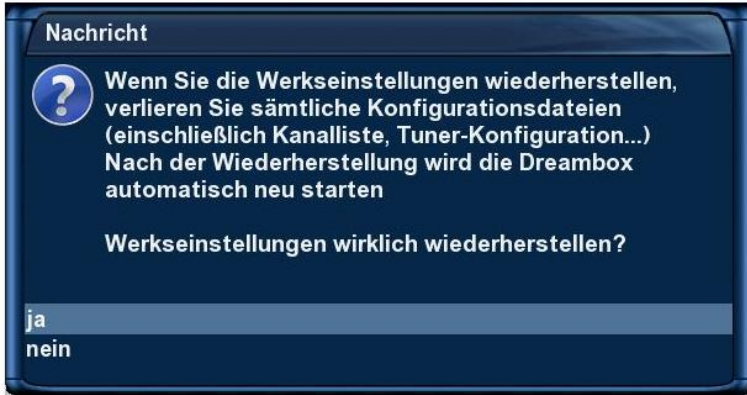 Nachricht
Wenn Sie die Werkseinstellungen wiederherstellen,
verlieren Sie sämtliche Konfigurationsdateien
(einschließlich Kanalliste, Tuner-Konfiguration...)
Nach der Wiederherstellung wird die Dreambox
automatisch neu starten
Werkseinstellungen wirklich wiederherstellen?
ja
nein